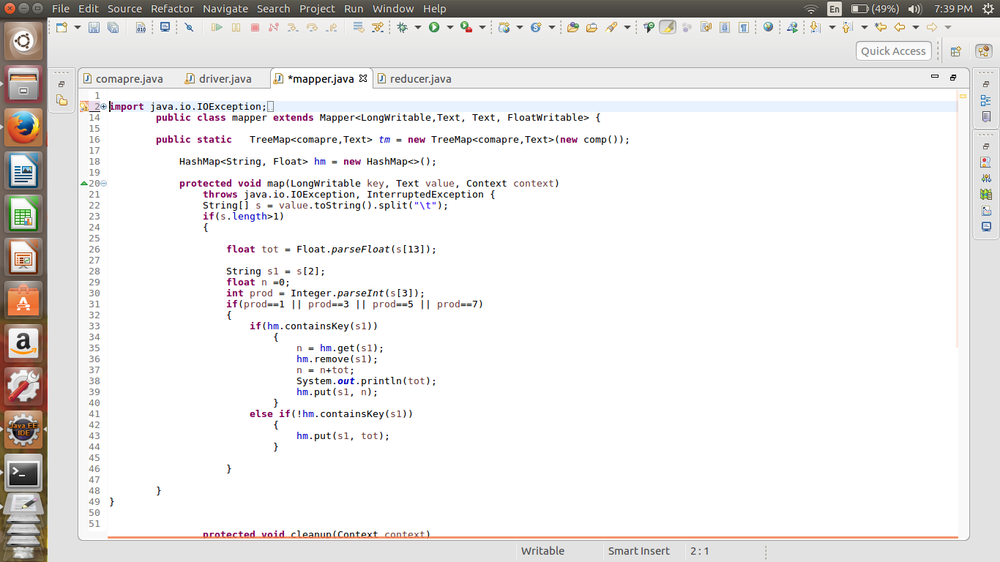 File Edit Source Refactor Navigate Search Project Run Window Help En (49%) 7:39 PM
Quick Access
comapre.java driver.java *mapper.java reducer.java
1
2 import java.io.IOException;
14 public class mapper extends Mapper<LongWritable,Text, Text, FloatWritable> {
15
16 public static TreeMap<comapre,Text> tm = new TreeMap<comapre,Text>(new comp());
17
18 HashMap<String, Float> hm = new HashMap<>();
19
20 protected void map(LongWritable key, Text value, Context context)
21 throws java.io.IOException, InterruptedException {
22 String[] s = value.toString().split("\t");
23 if(s.length>1)
24 {
25
26 float tot = Float.parseFloat(s[13]);
27
28 String s1 = s[2];
29 float n =0;
30 int prod = Integer.parseInt(s[3]);
31 if(prod==1 || prod==3 || prod==5 || prod==7)
32 {
33 if(hm.containsKey(s1))
34 {
35 n = hm.get(s1);
36 hm.remove(s1);
37 n = n+tot;
38 System.out.println(tot);
39 hm.put(s1, n);
40 }
41 else if(!hm.containsKey(s1))
42 {
43 hm.put(s1, tot);
44 }
45
46 }
47
48 }
49 }
50
51
protected void cleanup(Context context)
Java EE
IDE
Writable Smart Insert 2 : 1